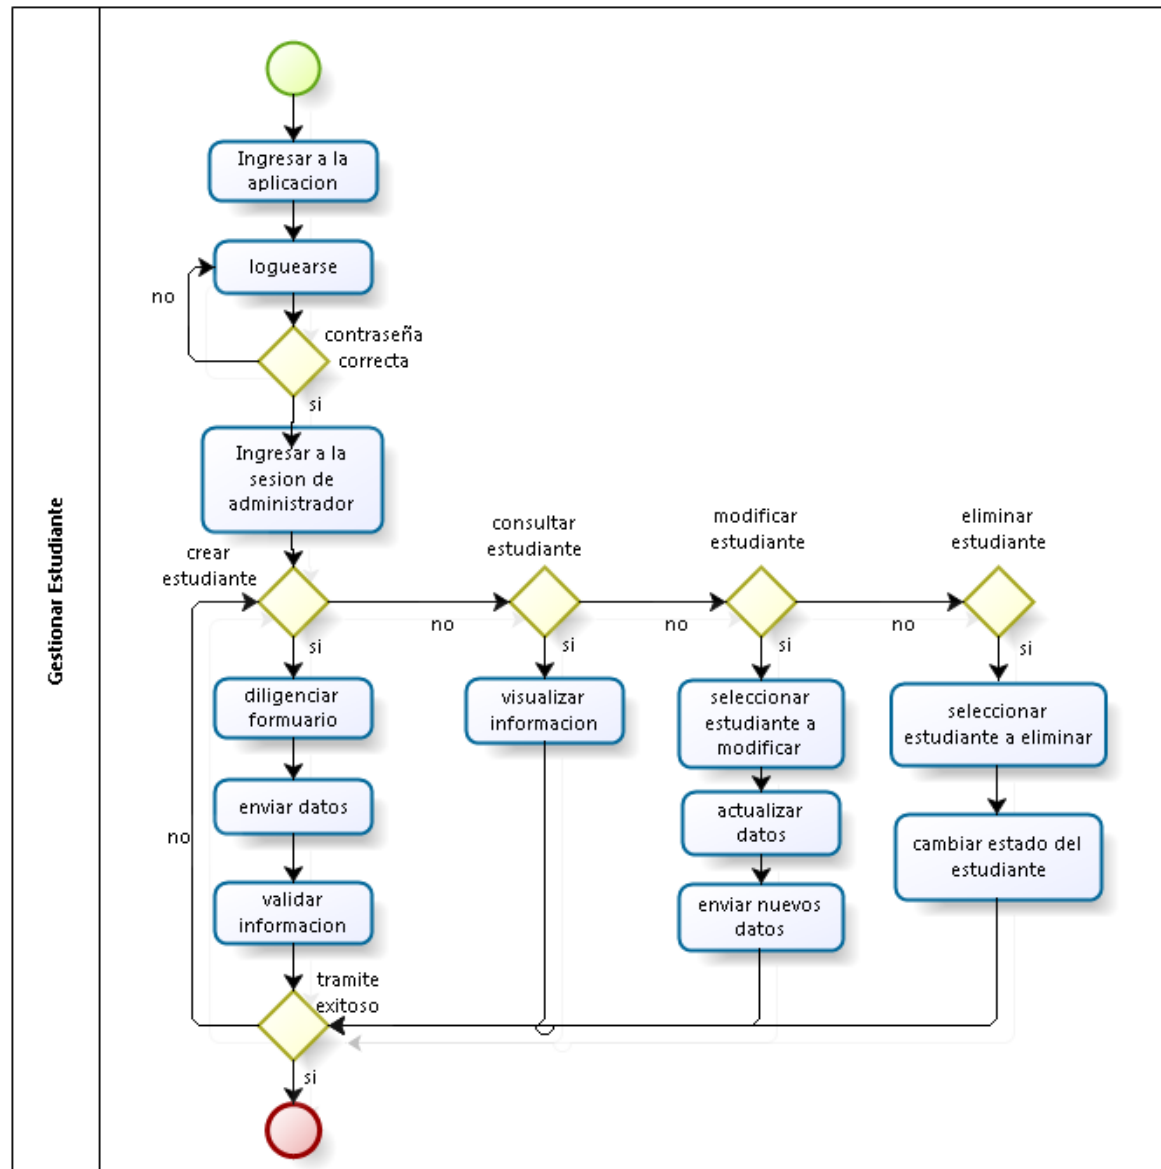 Gestionar Estudiante
Ingresar a la
aplicacion
loguearse
no
contraseña
correcta
si
Ingresar a la
sesion de
administrador
crear
estudiante
consultar
estudiante
modificar
estudiante
eliminar
estudiante
no
no
no
si
si
si
si
diligenciar
formuario
visualizar
informacion
seleccionar
estudiante a
modificar
seleccionar
estudiante a eliminar
enviar datos
actualizar
datos
cambiar estado del
estudiante
no
validar
informacion
enviar nuevos
datos
tramite
exitoso
si